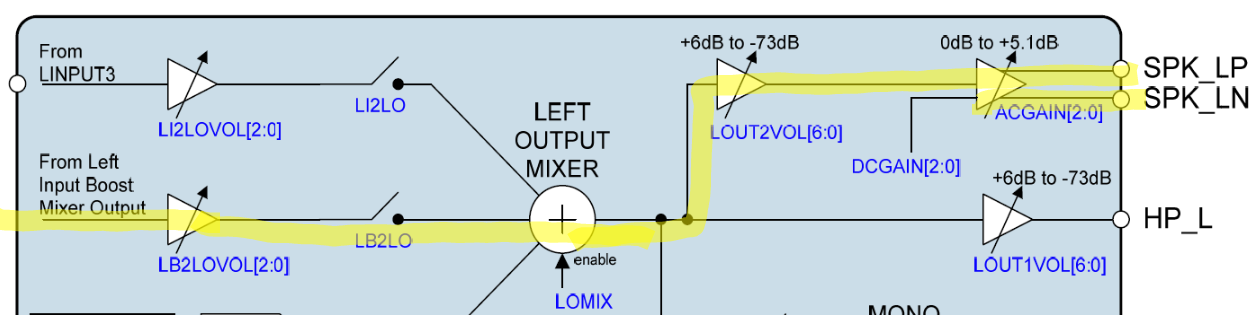 From
LINPUT3
LI2LOVOL[2:0]
LI2LO
LEFT
OUTPUT
MIXER
+6dB to -73dB
LOUT2VOL[6:0]
0dB to +5.1dB
ACGAIN[2:0]
DCGAIN[2:0]
SPK_LP
SPK_LN
From Left
Input Boost
Mixer Output
LB2LOVOL[2:0]
LB2LO
+
enable
LOMIX
+6dB to -73dB
LOUT1VOL[6:0]
HP_L
MONO